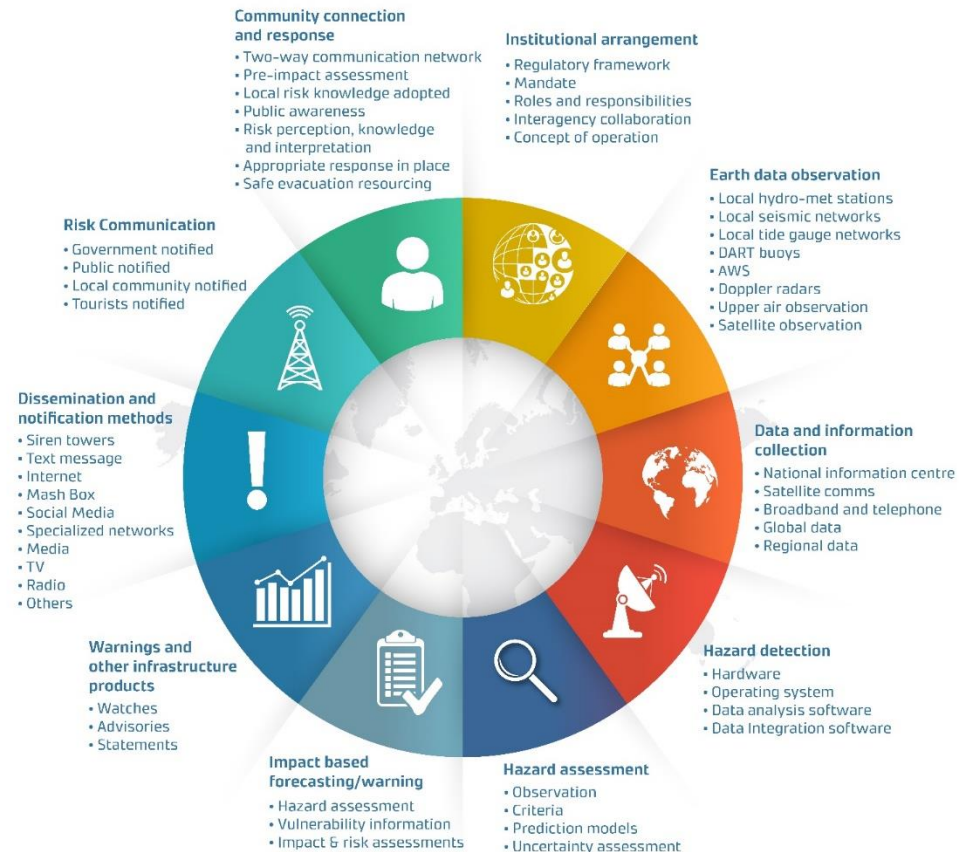 Community connection
and response
• Two-way communication network
• Pre-impact assessment
• Local risk knowledge adopted
• Public awareness
• Risk perception, knowledge
and interpretation
• Appropriate response in place
• Safe evacuation resourcing
Institutional arrangement
• Regulatory framework
• Mandate
• Roles and responsibilities
• Interagency collaboration
• Concept of operation
Earth data observation
• Local hydro-met stations
• Local seismic networks
• Local tide gauge networks
• DART buoys
• AWS
• Doppler radars
• Upper air observation
• Satellite observation
Data and information
collection
• National information centre
• Satellite comms
• Broadband and telephone
• Global data
• Regional data
Hazard detection
• Hardware
• Operating system
• Data analysis software
• Data Integration software
Hazard assessment
• Observation
• Criteria
• Prediction models
• Uncertainty assessment
Impact based
forecasting/warning
• Hazard assessment
• Vulnerability information
• Impact & risk assessments
Warnings and
other infrastructure
products
• Watches
• Advisories
• Statements
Dissemination and
notification methods
• Siren towers
• Text message
• Internet
• Mash Box
• Social Media
• Specialized networks
• Media
• TV
• Radio
• Others
Risk Communication
• Government notified
• Public notified
• Local community notified
• Tourists notified